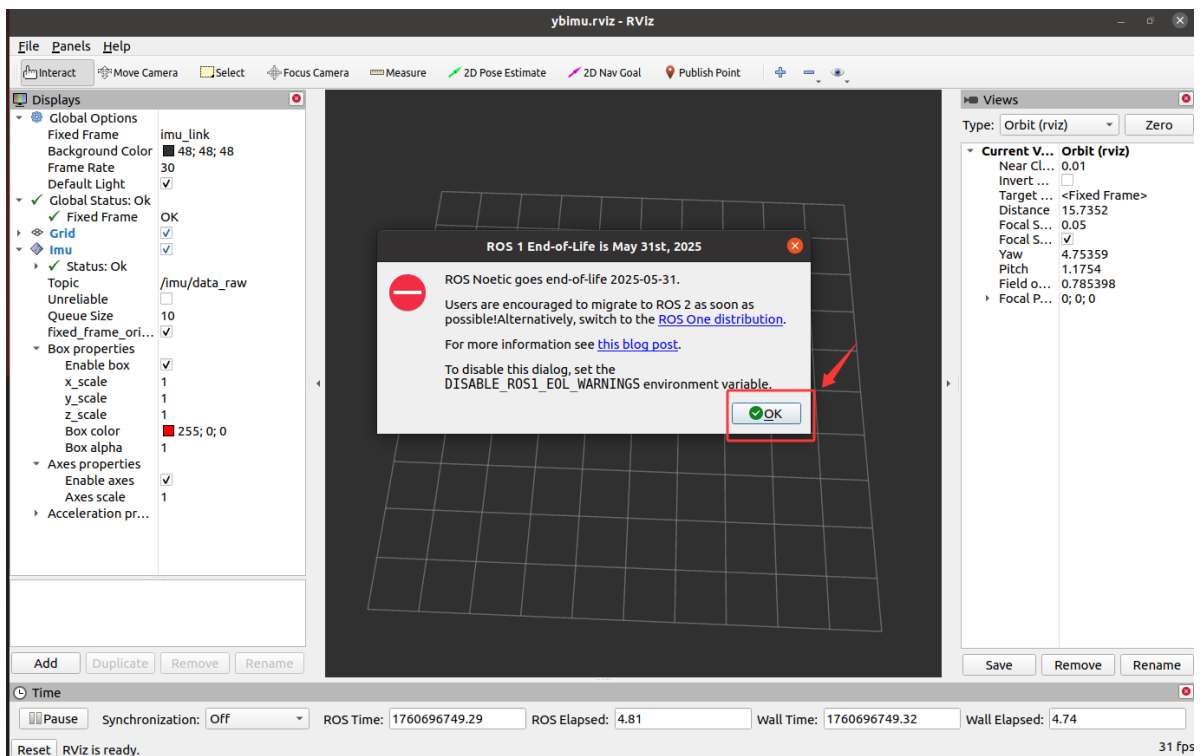 ybimu.rviz - RViz
File Panels Help
Interact Move Camera Select Focus Camera Measure 2D Pose Estimate 2D Nav Goal Publish Point
Displays
Global Options
Fixed Frame imu_link
Background Color 48; 48; 48
Frame Rate 30
Default Light
Global Status: Ok
Fixed Frame OK
Grid
Imu
Status: Ok
Topic /imu/data_raw
Unreliable
Queue Size 10
fixed_frame_ori...
Box properties
Enable box
x_scale 1
y_scale 1
z_scale 1
Box color 255; 0; 0
Box alpha 1
Axes properties
Enable axes
Axes scale 1
Acceleration pr...
Add Duplicate Remove Rename
ROS 1 End-of-Life is May 31st, 2025
ROS Noetic goes end-of-life 2025-05-31.
Users are encouraged to migrate to ROS 2 as soon as
possible!Alternatively, switch to the ROS One distribution.
For more information see this blog post.
To disable this dialog, set the
DISABLE_ROS1_EOL_WARNINGS environment variable.
OK
Views
Type: Orbit (rviz) Zero
Current V... Orbit (rviz)
Near Cl... 0.01
Invert ...
Target ... <Fixed Frame>
Distance 15.7352
Focal S... 0.05
Focal S...
Yaw 4.75359
Pitch 1.1754
Field o... 0.785398
Focal P... 0; 0; 0
Save Remove Rename
Time
Pause Synchronization: Off ROS Time: 1760696749.29 ROS Elapsed: 4.81 Wall Time: 1760696749.32 Wall Elapsed: 4.74
Reset RViz is ready. 31 fps